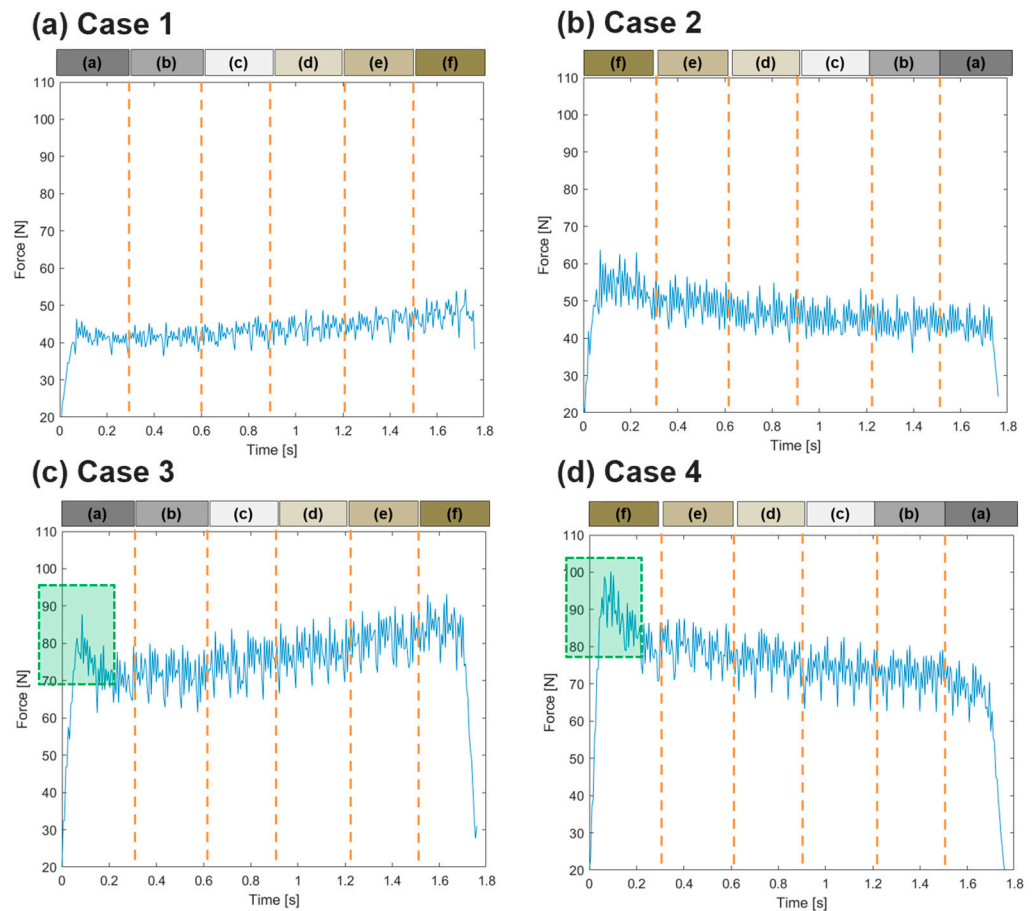 (a) Case 1
(a) (b) (c) (d) (e) (f)
110
100
90
80
70
60
50
40
30
20
Force [N]
0 0.2 0.4 0.6 0.8 1 1.2 1.4 1.6 1.8
Time [s]
(b) Case 2
(f) (e) (d) (c) (b) (a)
110
100
90
80
70
60
50
40
30
20
Force [N]
0 0.2 0.4 0.6 0.8 1 1.2 1.4 1.6 1.8
Time [s]
(c) Case 3
(a) (b) (c) (d) (e) (f)
110
100
90
80
70
60
50
40
30
20
Force [N]
0 0.2 0.4 0.6 0.8 1 1.2 1.4 1.6 1.8
Time [s]
(d) Case 4
(f) (e) (d) (c) (b) (a)
110
100
90
80
70
60
50
40
30
20
Force [N]
0 0.2 0.4 0.6 0.8 1 1.2 1.4 1.6 1.8
Time [s]